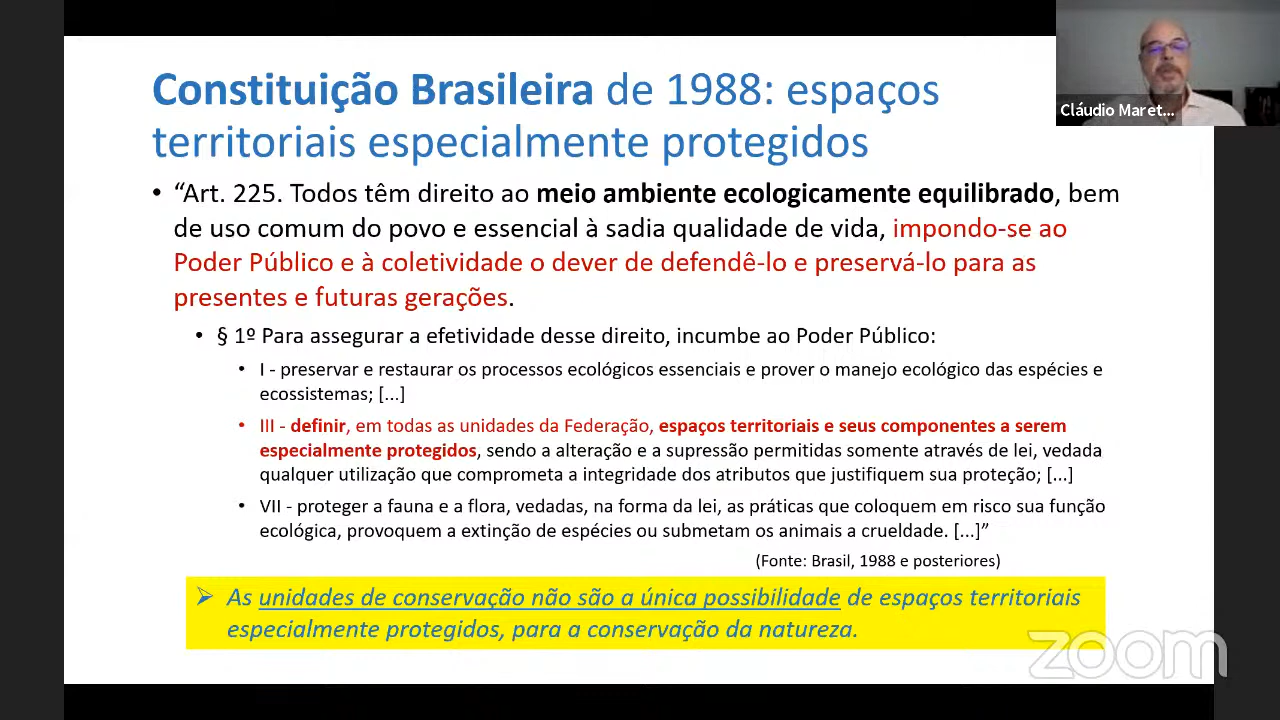 Constituição Brasileira de 1988: espaços
territoriais especialmente protegidos
Cláudio Maret...
• “Art. 225. Todos têm direito ao meio ambiente ecologicamente equilibrado, bem
de uso comum do povo e essencial à sadia qualidade de vida, impondo-se ao
Poder Público e à coletividade o dever de defendê-lo e preservá-lo para as
presentes e futuras gerações.
• § 1º Para assegurar a efetividade desse direito, incumbe ao Poder Público:
• I - preservar e restaurar os processos ecológicos essenciais e prover o manejo ecológico das espécies e
ecossistemas; [...]
• III - definir, em todas as unidades da Federação, espaços territoriais e seus componentes a serem
especialmente protegidos, sendo a alteração e a supressão permitidas somente através de lei, vedada
qualquer utilização que comprometa a integridade dos atributos que justifiquem sua proteção; [...]
• VII - proteger a fauna e a flora, vedadas, na forma da lei, as práticas que coloquem em risco sua função
ecológica, provoquem a extinção de espécies ou submetam os animais a crueldade. [...]”
(Fonte: Brasil, 1988 e posteriores)
➢ As unidades de conservação não são a única possibilidade de espaços territoriais
especialmente protegidos, para a conservação da natureza.
zoom